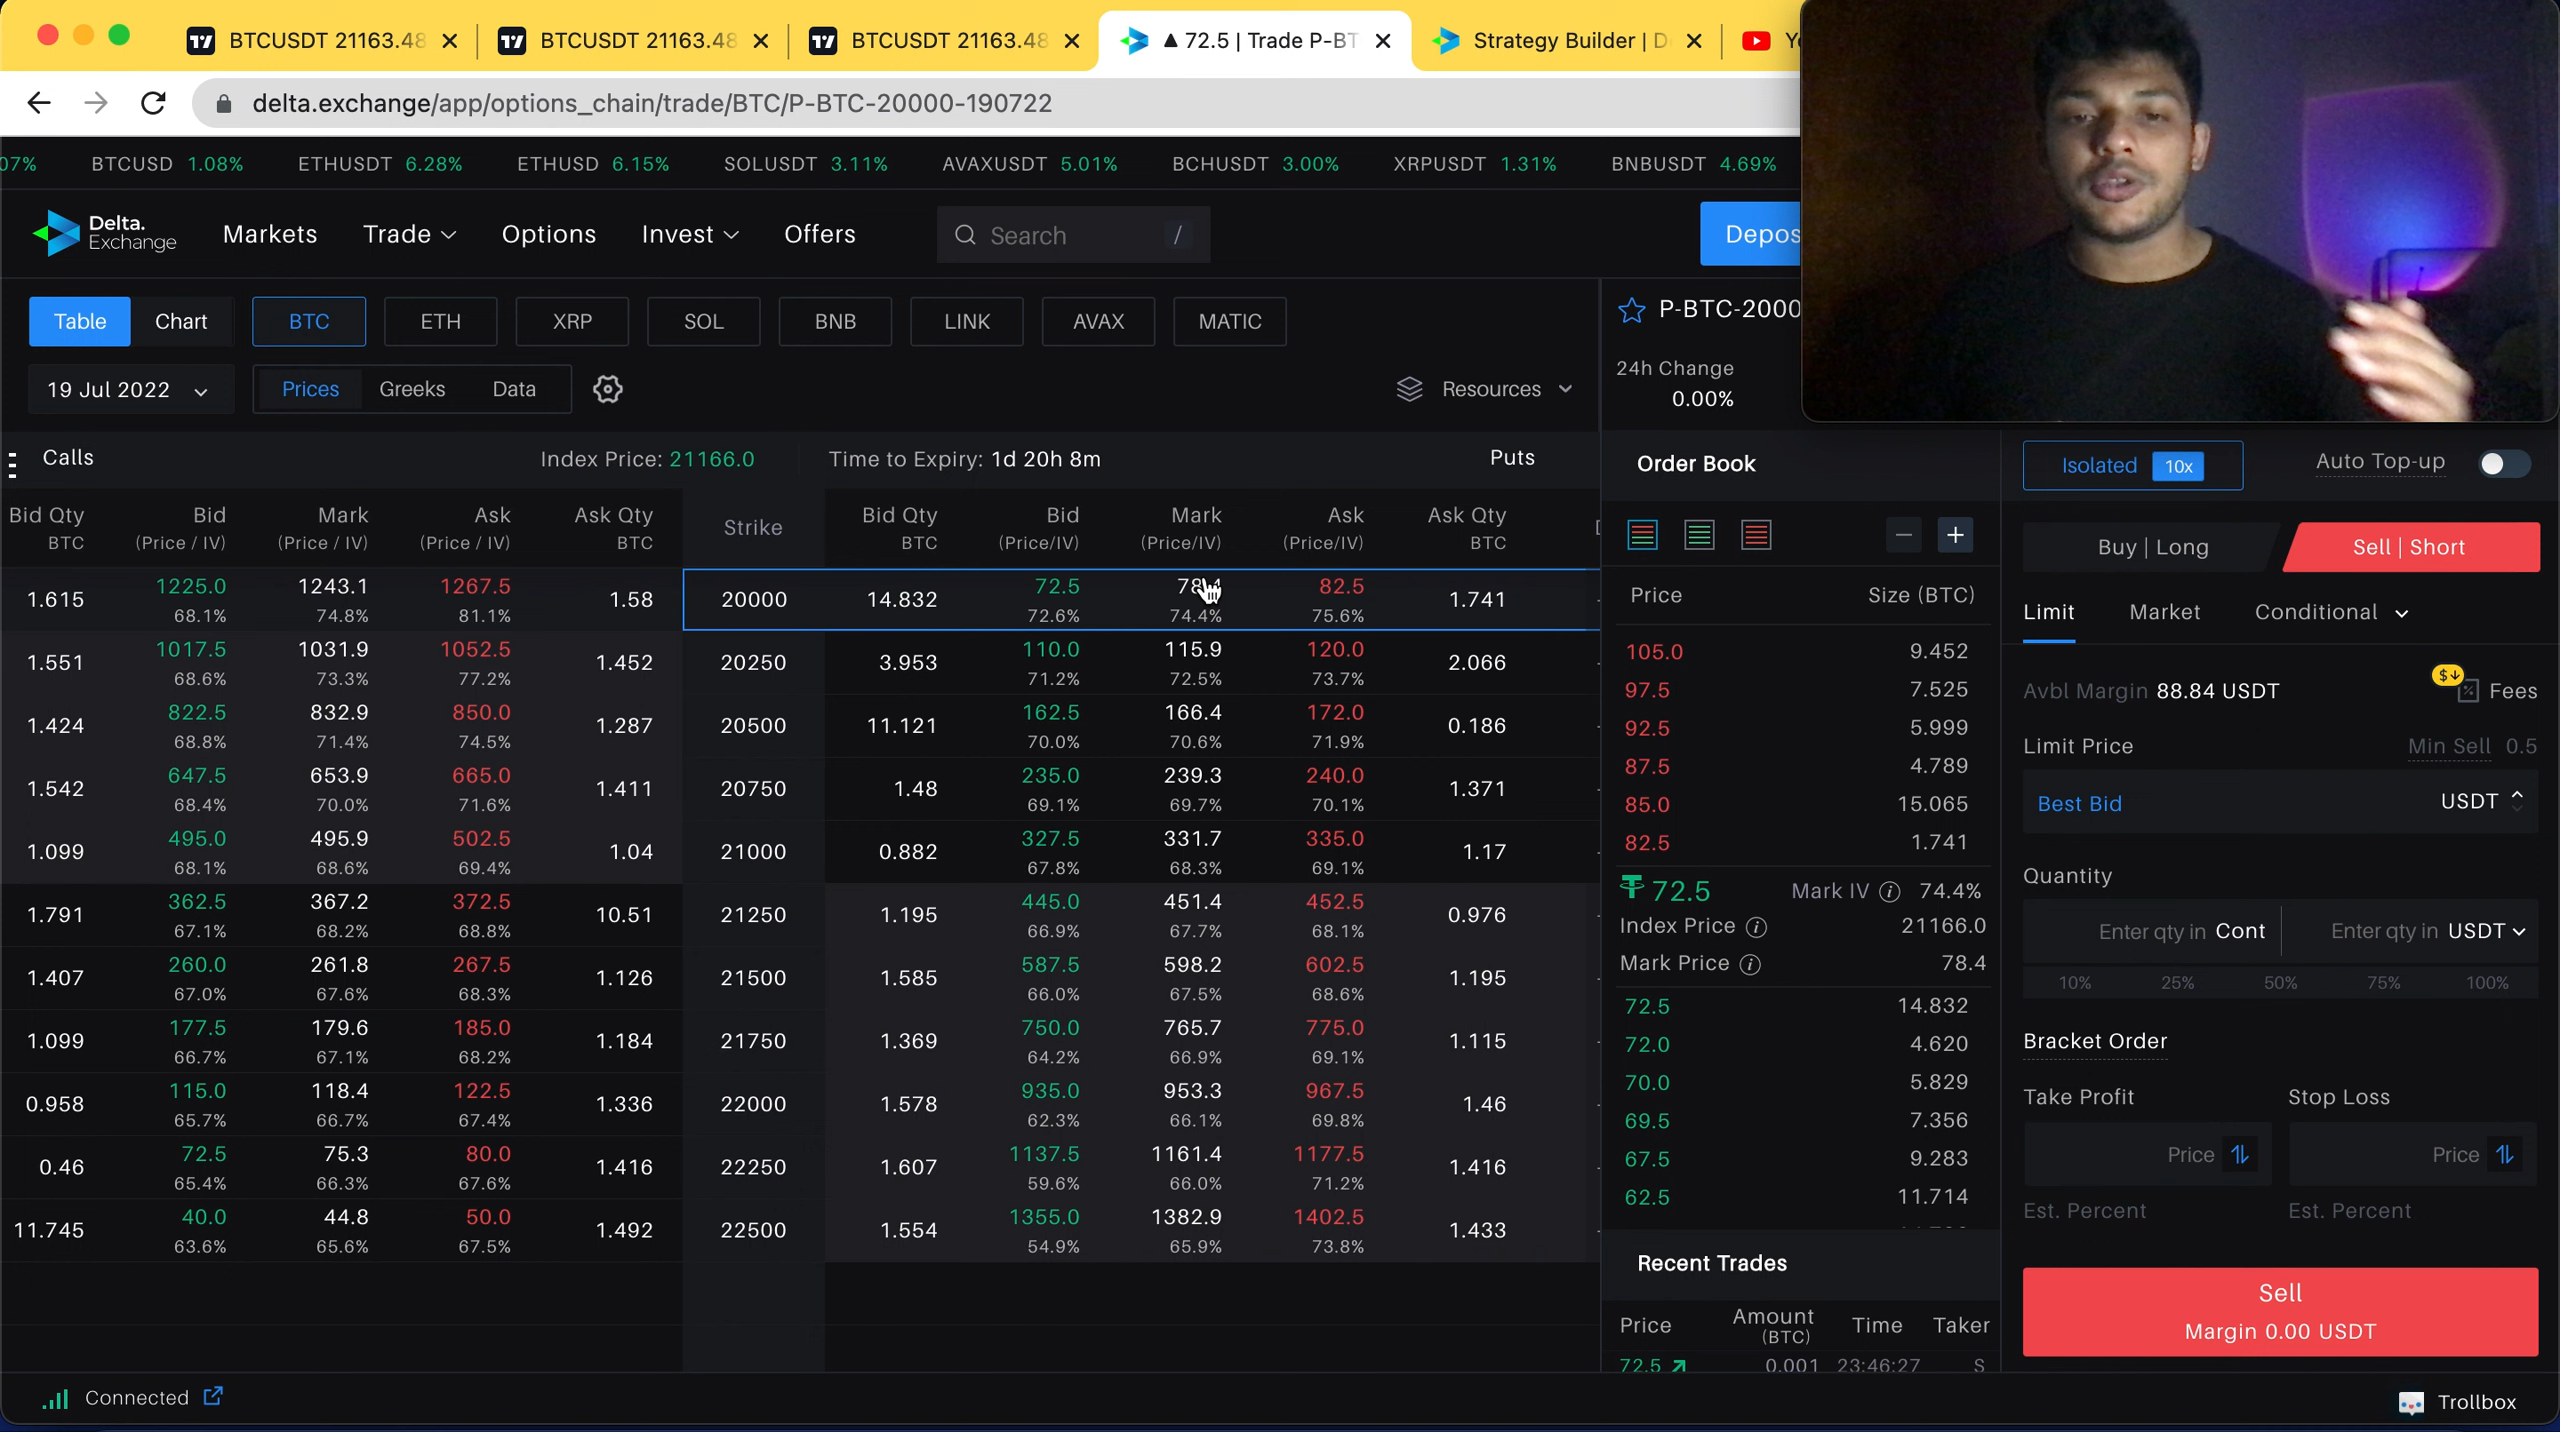 BTCUSDT 21163.48
BTCUSDT 21163.48
BTCUSDT 21163.48
▲ 72.5 | Trade P-BT
Strategy Builder | D
delta.exchange/app/options_chain/trade/BTC/P-BTC-20000-190722
07% BTCUSD 1.08% ETHUSDT 6.28% ETHUSD 6.15% SOLUSDT 3.11% AVAXUSDT 5.01% BCHUSDT 3.00% XRPUSDT 1.31% BNBUSDT 4.69%
Delta.
Exchange
Markets Trade Options Invest Offers Search / Depos
Table Chart BTC ETH XRP SOL BNB LINK AVAX MATIC
19 Jul 2022 Prices Greeks Data Resources
Calls Index Price: 21166.0 Time to Expiry: 1d 20h 8m Puts
Bid Qty Bid Mark Ask Ask Qty Strike Bid Qty Bid Mark Ask Ask Qty
BTC (Price / IV) (Price / IV) (Price / IV) BTC BTC (Price/IV) (Price/IV) (Price/IV) BTC
1.615 1225.0 1243.1 1267.5 1.58 20000 14.832 72.5 82.5 1.741
68.1% 74.8% 81.1% 72.6% 74.4% 75.6%
1.551 1017.5 1031.9 1052.5 1.452 20250 3.953 110.0 115.9 120.0 2.066
68.6% 73.3% 77.2% 71.2% 72.5% 73.7%
1.424 822.5 832.9 850.0 1.287 20500 11.121 162.5 166.4 172.0 0.186
68.8% 71.4% 74.5% 70.0% 70.6% 71.9%
1.542 647.5 653.9 665.0 1.411 20750 1.48 235.0 239.3 240.0 1.371
68.4% 70.0% 71.6% 69.1% 69.7% 70.1%
1.099 495.0 495.9 502.5 1.04 21000 0.882 327.5 331.7 335.0 1.17
68.1% 68.6% 69.4% 67.8% 68.3% 69.1%
1.791 362.5 367.2 372.5 10.51 21250 1.195 445.0 451.4 452.5 0.976
67.1% 68.2% 68.8% 66.9% 67.7% 68.1%
1.407 260.0 261.8 267.5 1.126 21500 1.585 587.5 598.2 602.5 1.195
67.0% 67.6% 68.3% 66.0% 67.5% 68.6%
1.099 177.5 179.6 185.0 1.184 21750 1.369 750.0 765.7 775.0 1.115
66.7% 67.1% 68.2% 64.2% 66.9% 69.1%
0.958 115.0 118.4 122.5 1.336 22000 1.578 935.0 953.3 967.5 1.46
65.7% 66.7% 67.4% 62.3% 66.1% 69.8%
0.46 72.5 75.3 80.0 1.416 22250 1.607 1137.5 1161.4 1177.5 1.416
65.4% 66.3% 67.6% 59.6% 66.0% 71.2%
11.745 40.0 44.8 50.0 1.492 22500 1.554 1355.0 1382.9 1402.5 1.433
63.6% 65.6% 67.5% 54.9% 65.9% 73.8%
P-BTC-2000
24h Change
0.00%
Order Book
Price Size (BTC)
105.0 9.452
97.5 7.525
92.5 5.999
87.5 4.789
85.0 15.065
82.5 1.741
72.5 Mark IV 74.4%
Index Price 21166.0
Mark Price 78.4
72.5 14.832
72.0 4.620
70.0 5.829
69.5 7.356
67.5 9.283
62.5 11.714
Recent Trades
Price Amount Time Taker
(BTC)
72.5 0.001 23:46:27 S
Isolated 10x Auto Top-up
Buy | Long Sell | Short
Limit Market Conditional
Avbl Margin 88.84 USDT Fees
Limit Price Min Sell 0.5
Best Bid USDT
Quantity
Enter qty in Cont Enter qty in USDT
10% 25% 50% 75% 100%
Bracket Order
Take Profit Stop Loss
Price Price
Est. Percent Est. Percent
Sell
Margin 0.00 USDT
Connected Trollbox